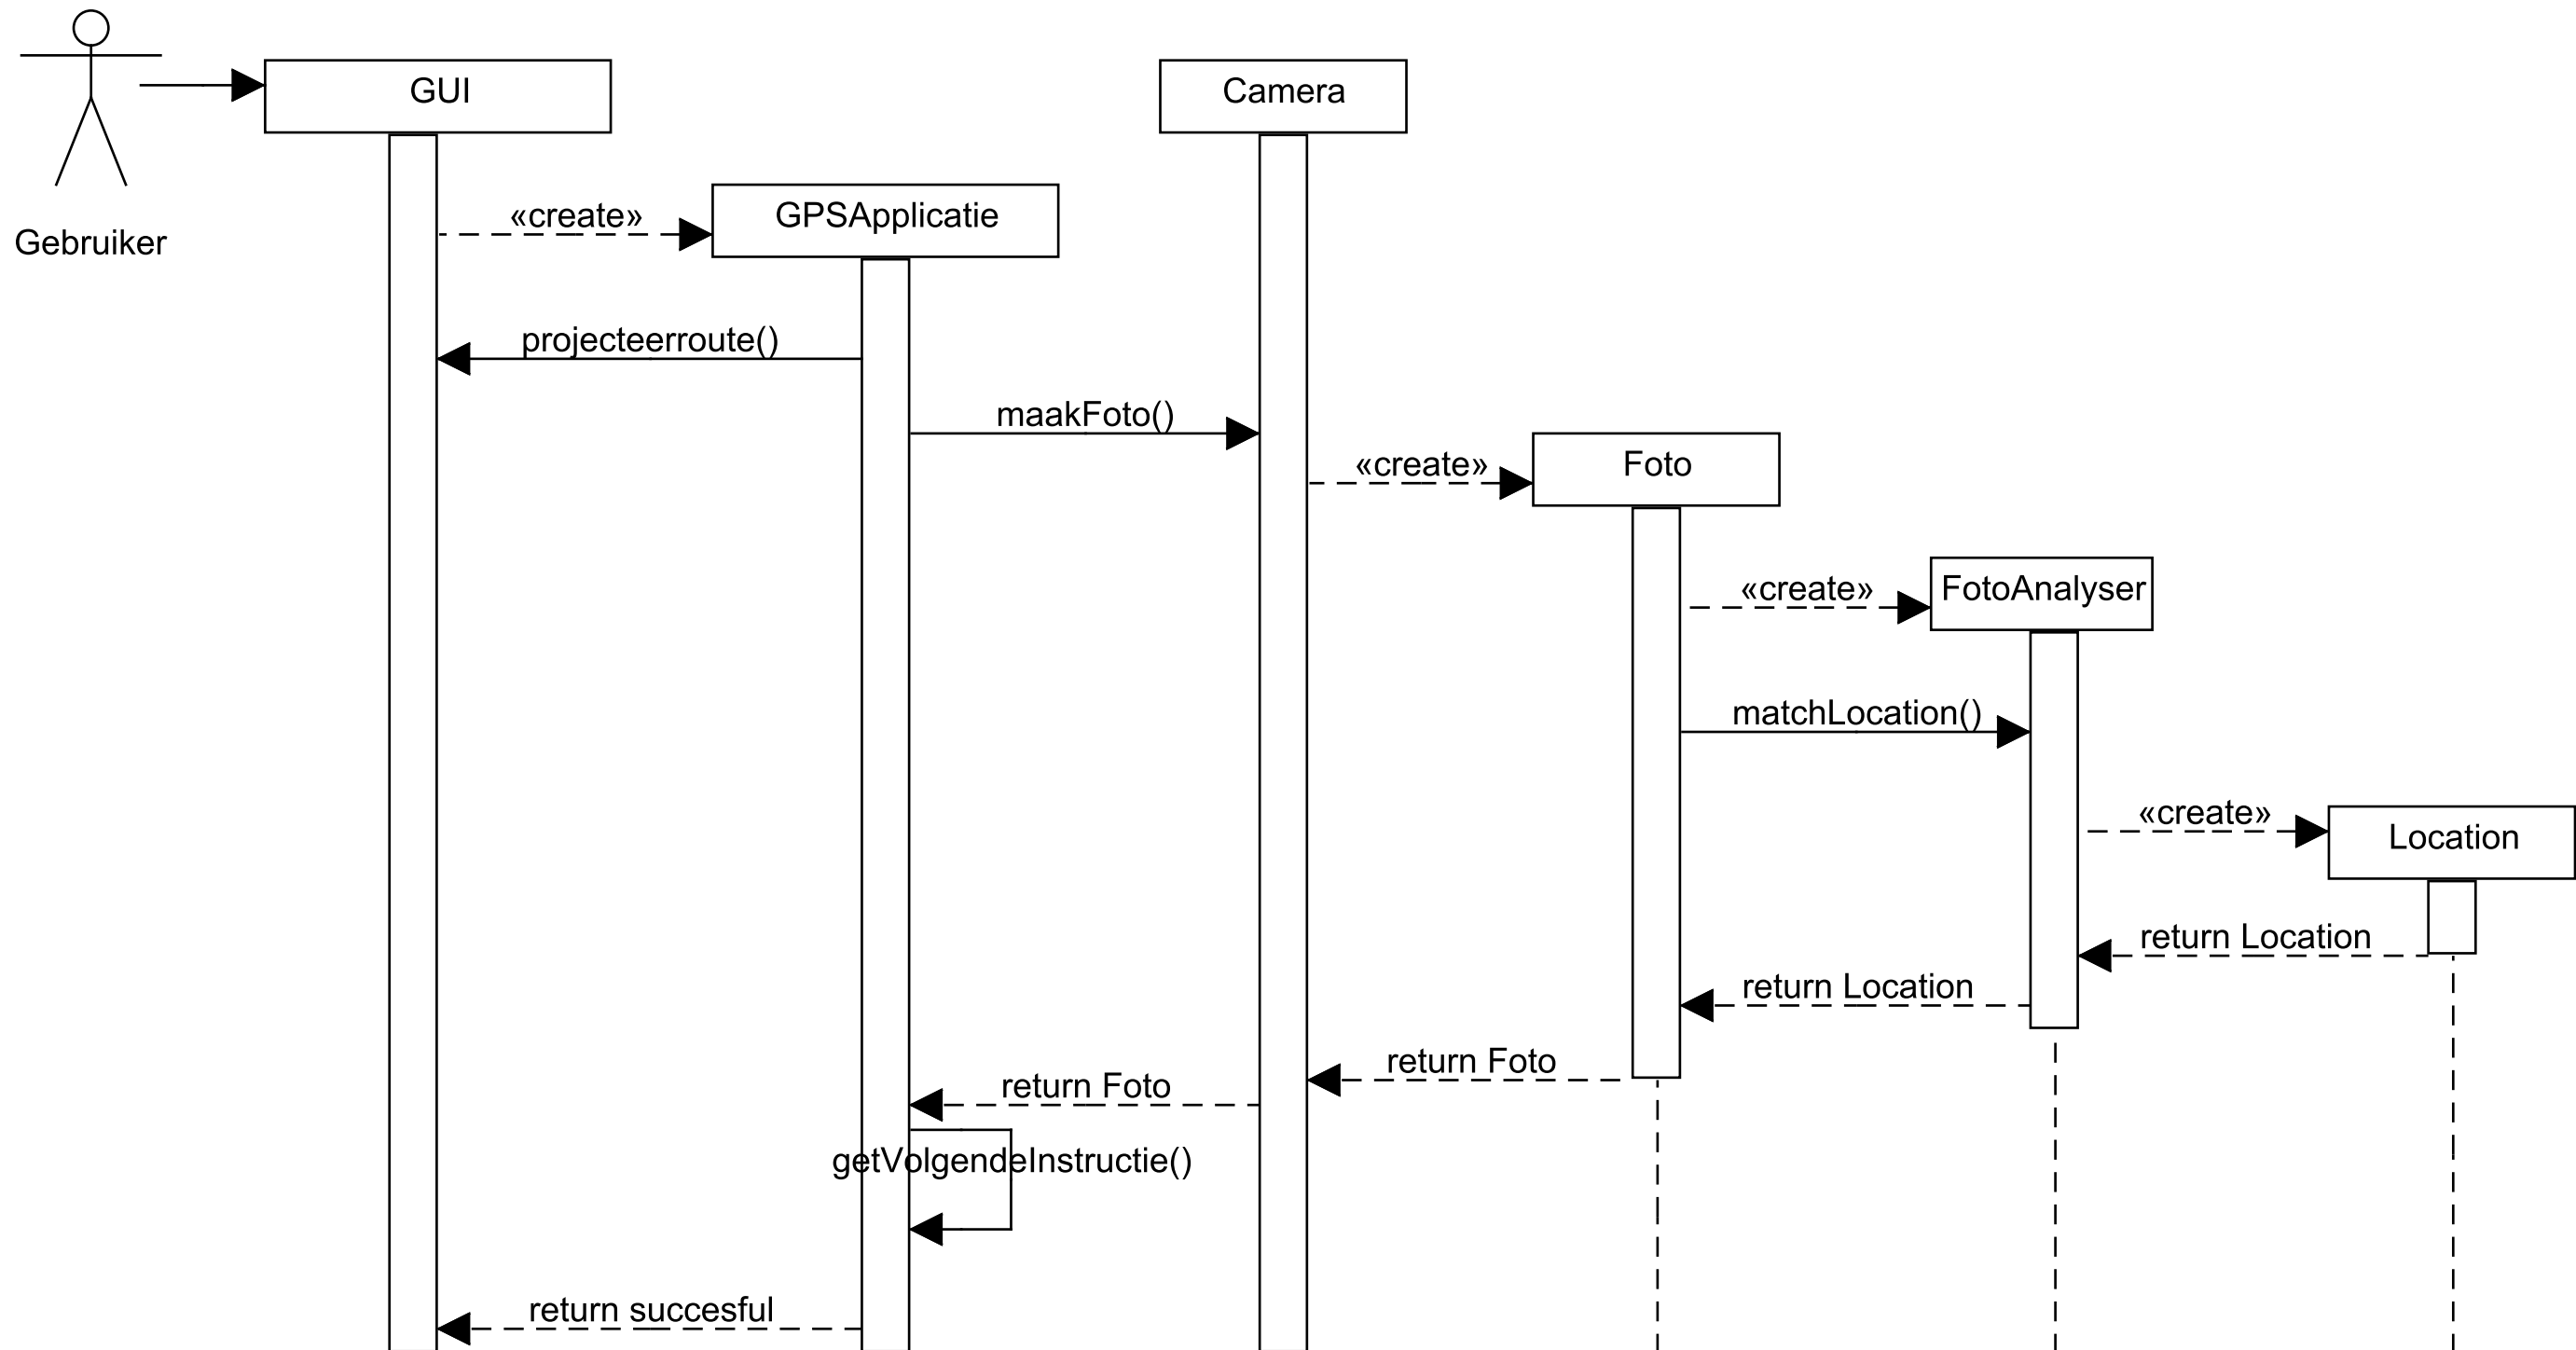 GUI
Camera
«create»
GPSApplicatie
Gebruiker
projecteerroute()
maakFoto()
«create»
Foto
«create»
FotoAnalyser
matchLocation()
«create»
Location
return Location
return Location
return Foto
return Foto
getVolgendeInstructie()
return succesful